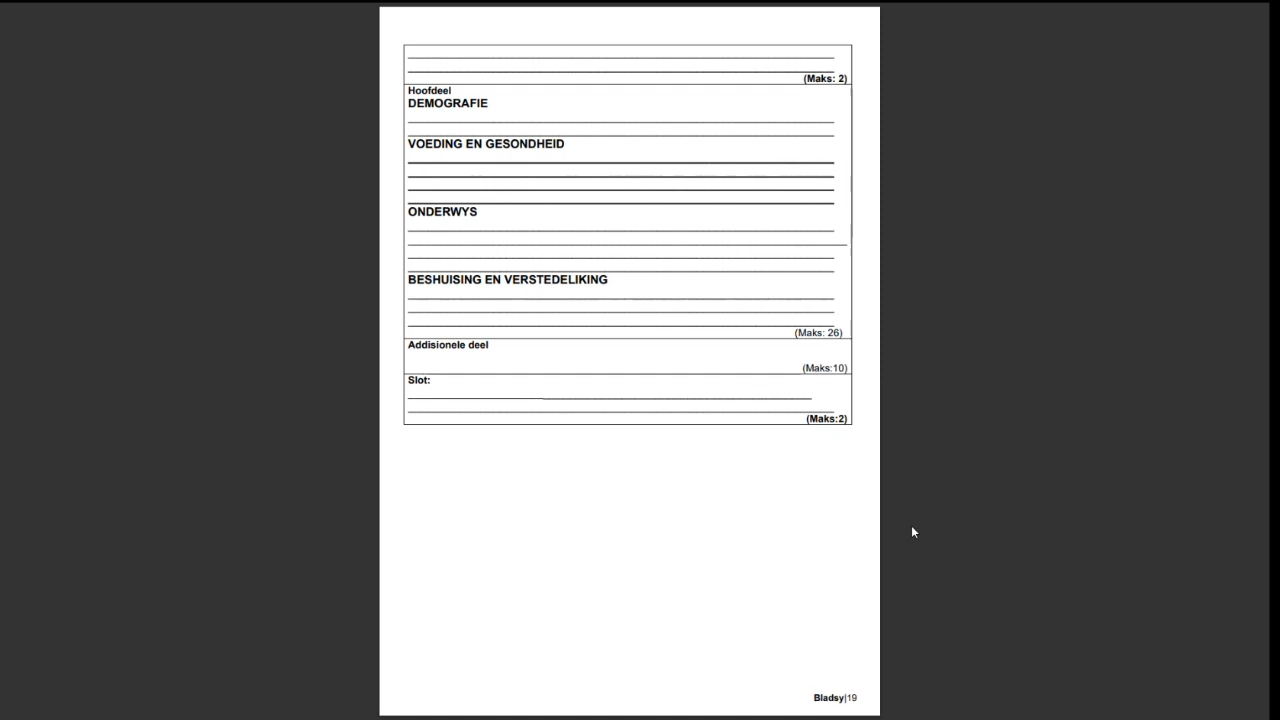 (Maks: 2)
Hoofdeel
DEMOGRAFIE
VOEDING EN GESONDHEID
ONDERWYS
BESHUISING EN VERSTEDELIKING
(Maks: 26)
Addisionele deel
(Maks:10)
Slot:
(Maks:2)
Bladsy|19